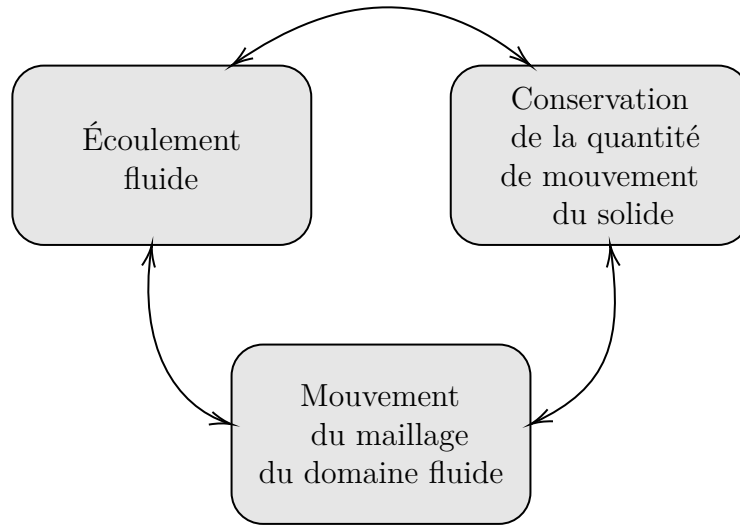 Écoulement
fluide
Conservation
de la quantité
de mouvement
du solide
Mouvement
du maillage
du domaine fluide